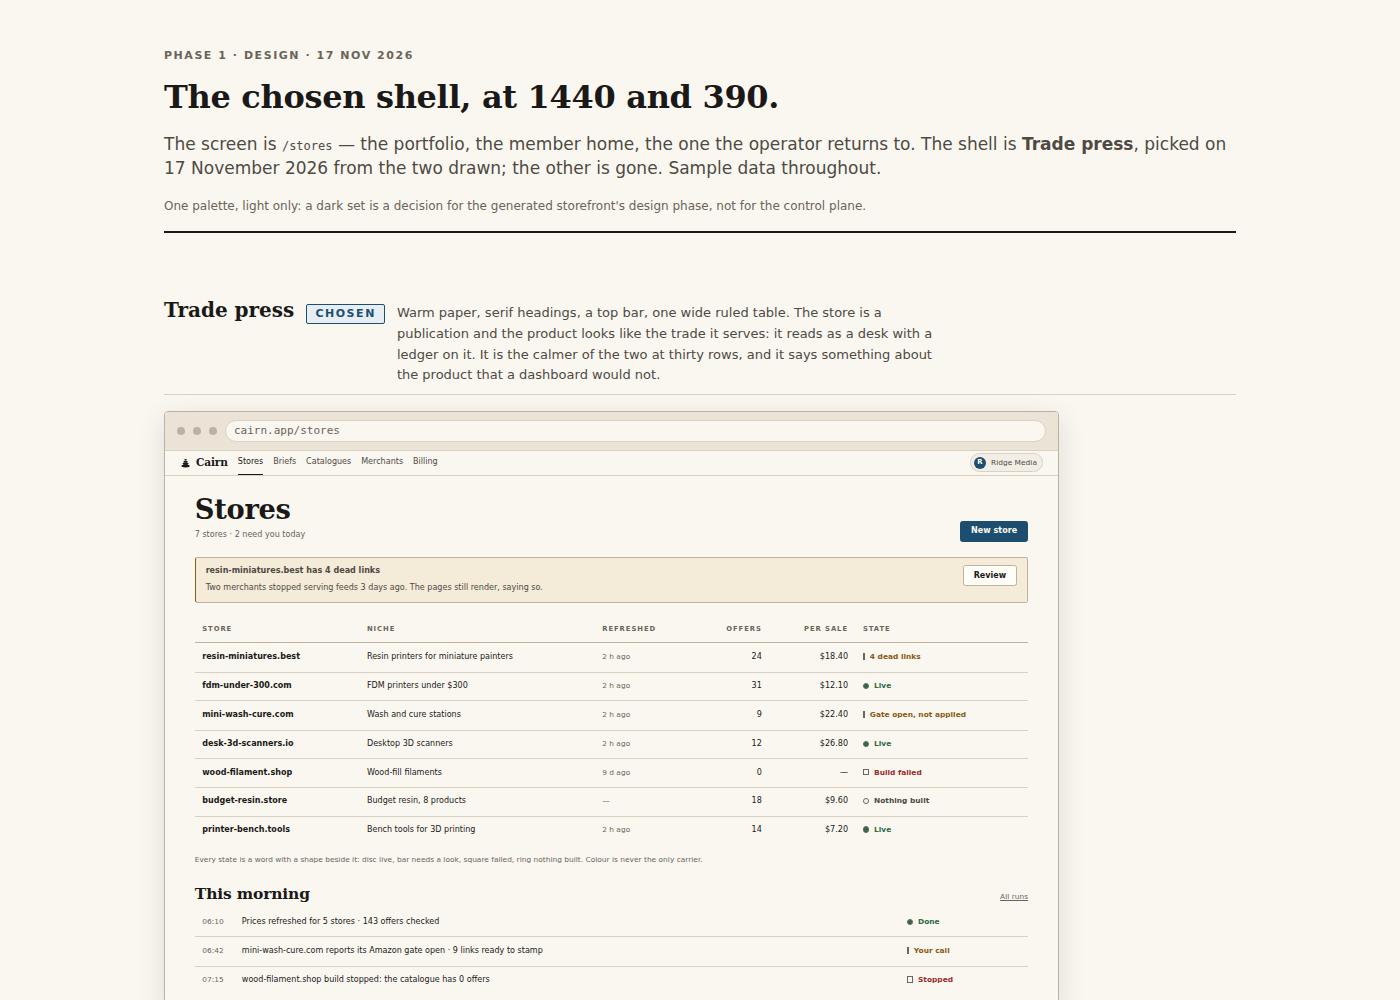 PHASE 1 · DESIGN · 17 NOV 2026
The chosen shell, at 1440 and 390.
The screen is /stores — the portfolio, the member home, the one the operator returns to. The shell is Trade press, picked on
17 November 2026 from the two drawn; the other is gone. Sample data throughout.
One palette, light only: a dark set is a decision for the generated storefront's design phase, not for the control plane.
Trade press CHOSEN Warm paper, serif headings, a top bar, one wide ruled table. The store is a
publication and the product looks like the trade it serves: it reads as a desk with a
ledger on it. It is the calmer of the two at thirty rows, and it says something about
the product that a dashboard would not.
cairn.app/stores
Cairn Stores Briefs Catalogues Merchants Billing R Ridge Media
Stores
7 stores · 2 need you today
New store
resin-miniatures.best has 4 dead links
Two merchants stopped serving feeds 3 days ago. The pages still render, saying so.
Review
STORE NICHE REFRESHED OFFERS PER SALE STATE
resin-miniatures.best Resin printers for miniature painters 2 h ago 24 $18.40 4 dead links
fdm-under-300.com FDM printers under $300 2 h ago 31 $12.10 Live
mini-wash-cure.com Wash and cure stations 2 h ago 9 $22.40 Gate open, not applied
desk-3d-scanners.io Desktop 3D scanners 2 h ago 12 $26.80 Live
wood-filament.shop Wood-fill filaments 9 d ago 0 — Build failed
budget-resin.store Budget resin, 8 products — 18 $9.60 Nothing built
printer-bench.tools Bench tools for 3D printing 2 h ago 14 $7.20 Live
Every state is a word with a shape beside it: disc live, bar needs a look, square failed, ring nothing built. Colour is never the only carrier.
This morning All runs
06:10 Prices refreshed for 5 stores · 143 offers checked Done
06:42 mini-wash-cure.com reports its Amazon gate open · 9 links ready to stamp Your call
07:15 wood-filament.shop build stopped: the catalogue has 0 offers Stopped